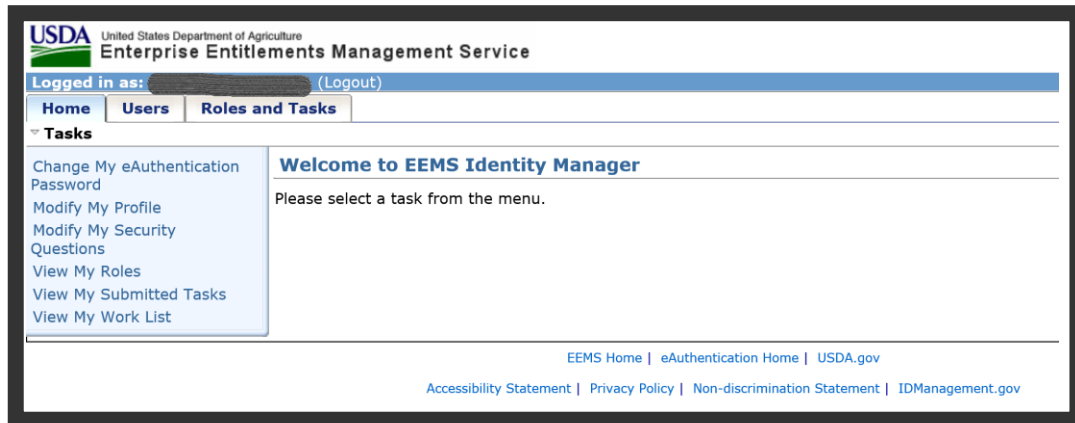 USDA United States Department of Agriculture
Enterprise Entitlements Management Service
Logged in as: (Logout)
Home Users Roles and Tasks
Tasks
Change My eAuthentication
Password
Modify My Profile
Modify My Security
Questions
View My Roles
View My Submitted Tasks
View My Work List
Welcome to EEMS Identity Manager
Please select a task from the menu.
EEMS Home | eAuthentication Home | USDA.gov
Accessibility Statement | Privacy Policy | Non-discrimination Statement | IDManagement.gov